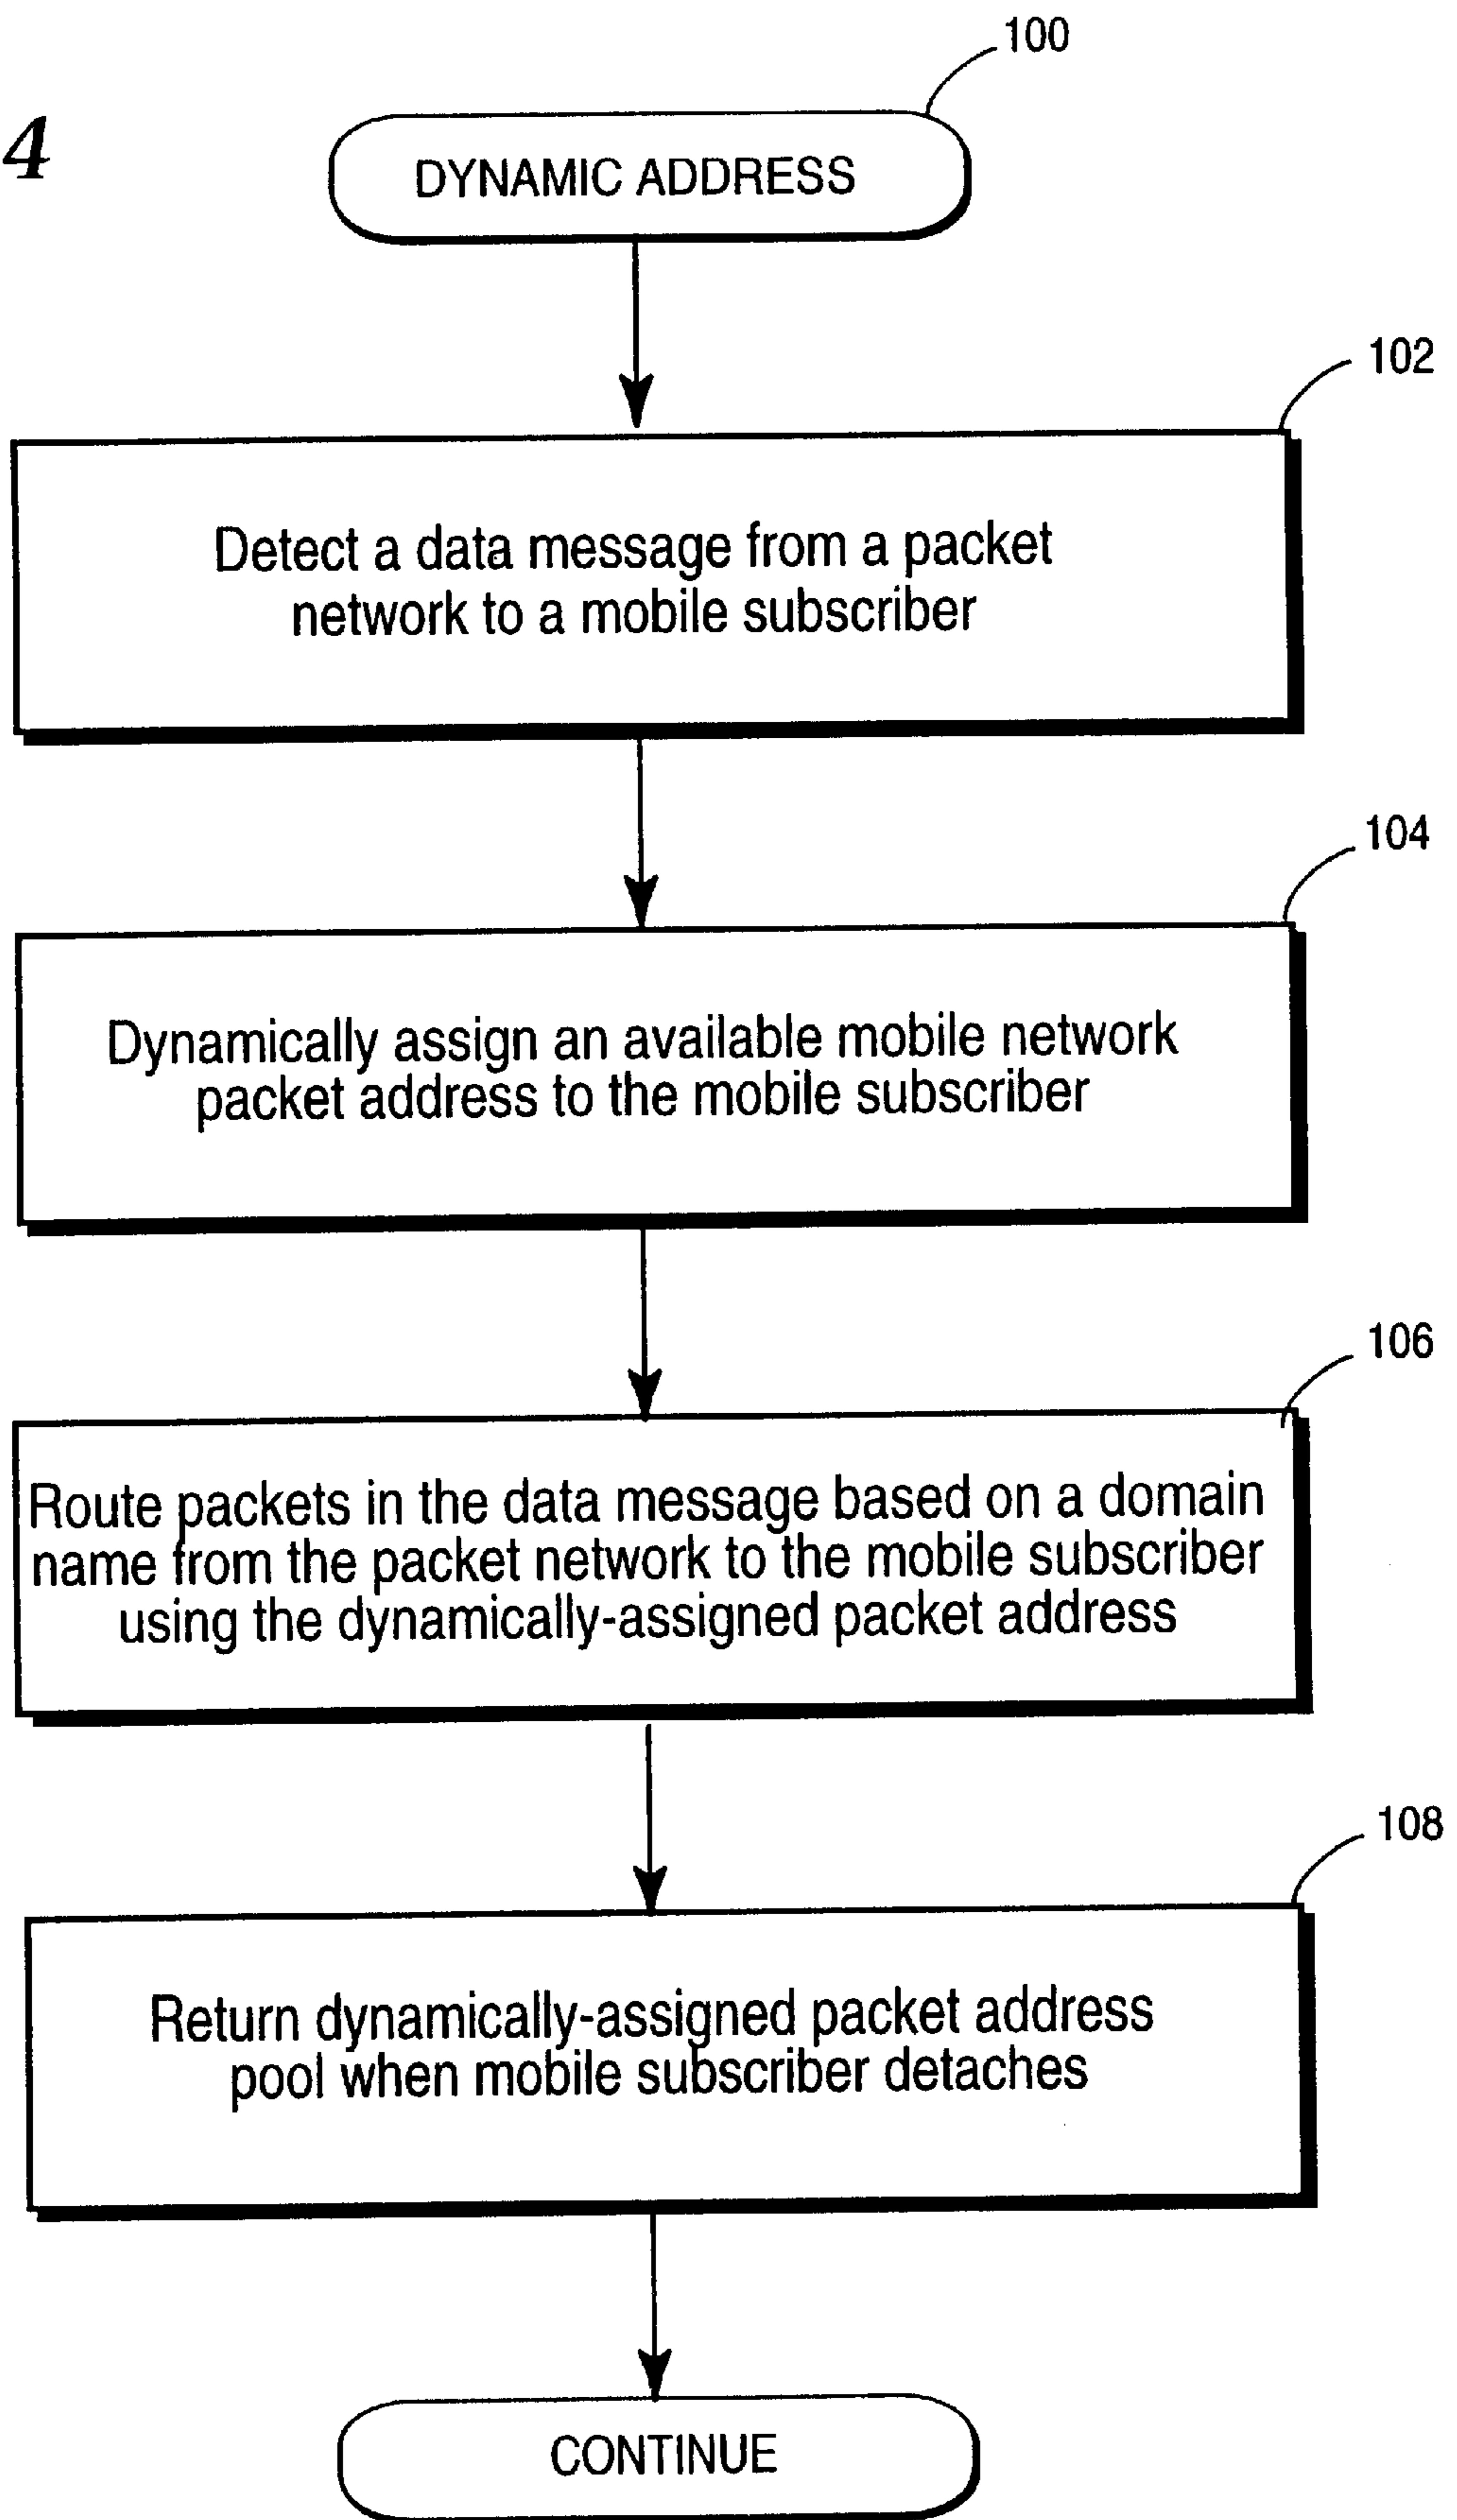 100
4
DYNAMIC ADDRESS
102
Detect a data message from a packet
network to a mobile subscriber
104
Dynamically assign an available mobile network
packet address to the mobile subscriber
106
Route packets in the data message based on a domain
name from the packet network to the mobile subscriber
using the dynamically-assigned packet address
108
Return dynamically-assigned packet address
pool when mobile subscriber detaches
CONTINUE